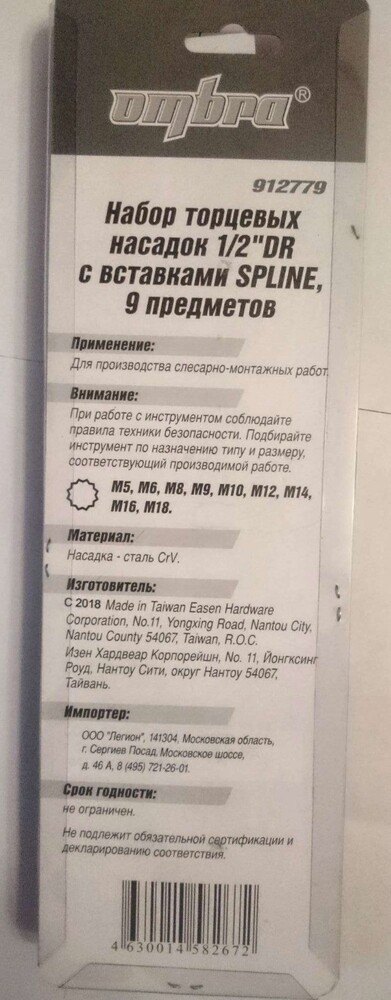 ombra®
912779
Набор торцевых
насадок 1/2"DR
с вставками SPLINE,
9 предметов
Применение:
Для производства слесарно-монтажных работ
Внимание:
При работе с инструментом соблюдайте
правила техники безопасности. Подбирайте
инструмент по назначению типу и размеру,
соответствующий производимой работе.
M5, M6, M8, M9, M10, M12, M14,
M16, M18.
Материал:
Насадка - сталь CrV.
Изготовитель:
С 2018 Made in Taiwan Easen Hardware
Corporation, No.11, Yongxing Road, Nantou City,
Nantou County 54067, Taiwan, R.O.C.
Изен Хардвеар Корпорейшн, No. 11, Йонгксинг
Роуд, Нантоу Сити, округ Нантоу 54067,
Тайвань.
Импортер:
ООО "Легион", 141304, Московская область,
г. Сергиев Посад, Московское шоссе,
д. 46 А, 8 (495) 721-26-01.
Срок годности:
не ограничен.
Не подлежит обязательной сертификации и
декларированию соответствия.
4 630014 582672